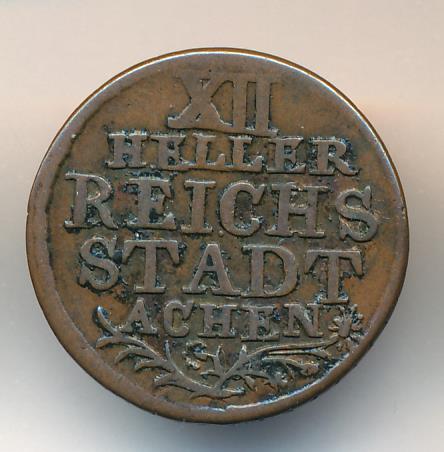 XII
HELLER
REICHS
STADT
ACHEN